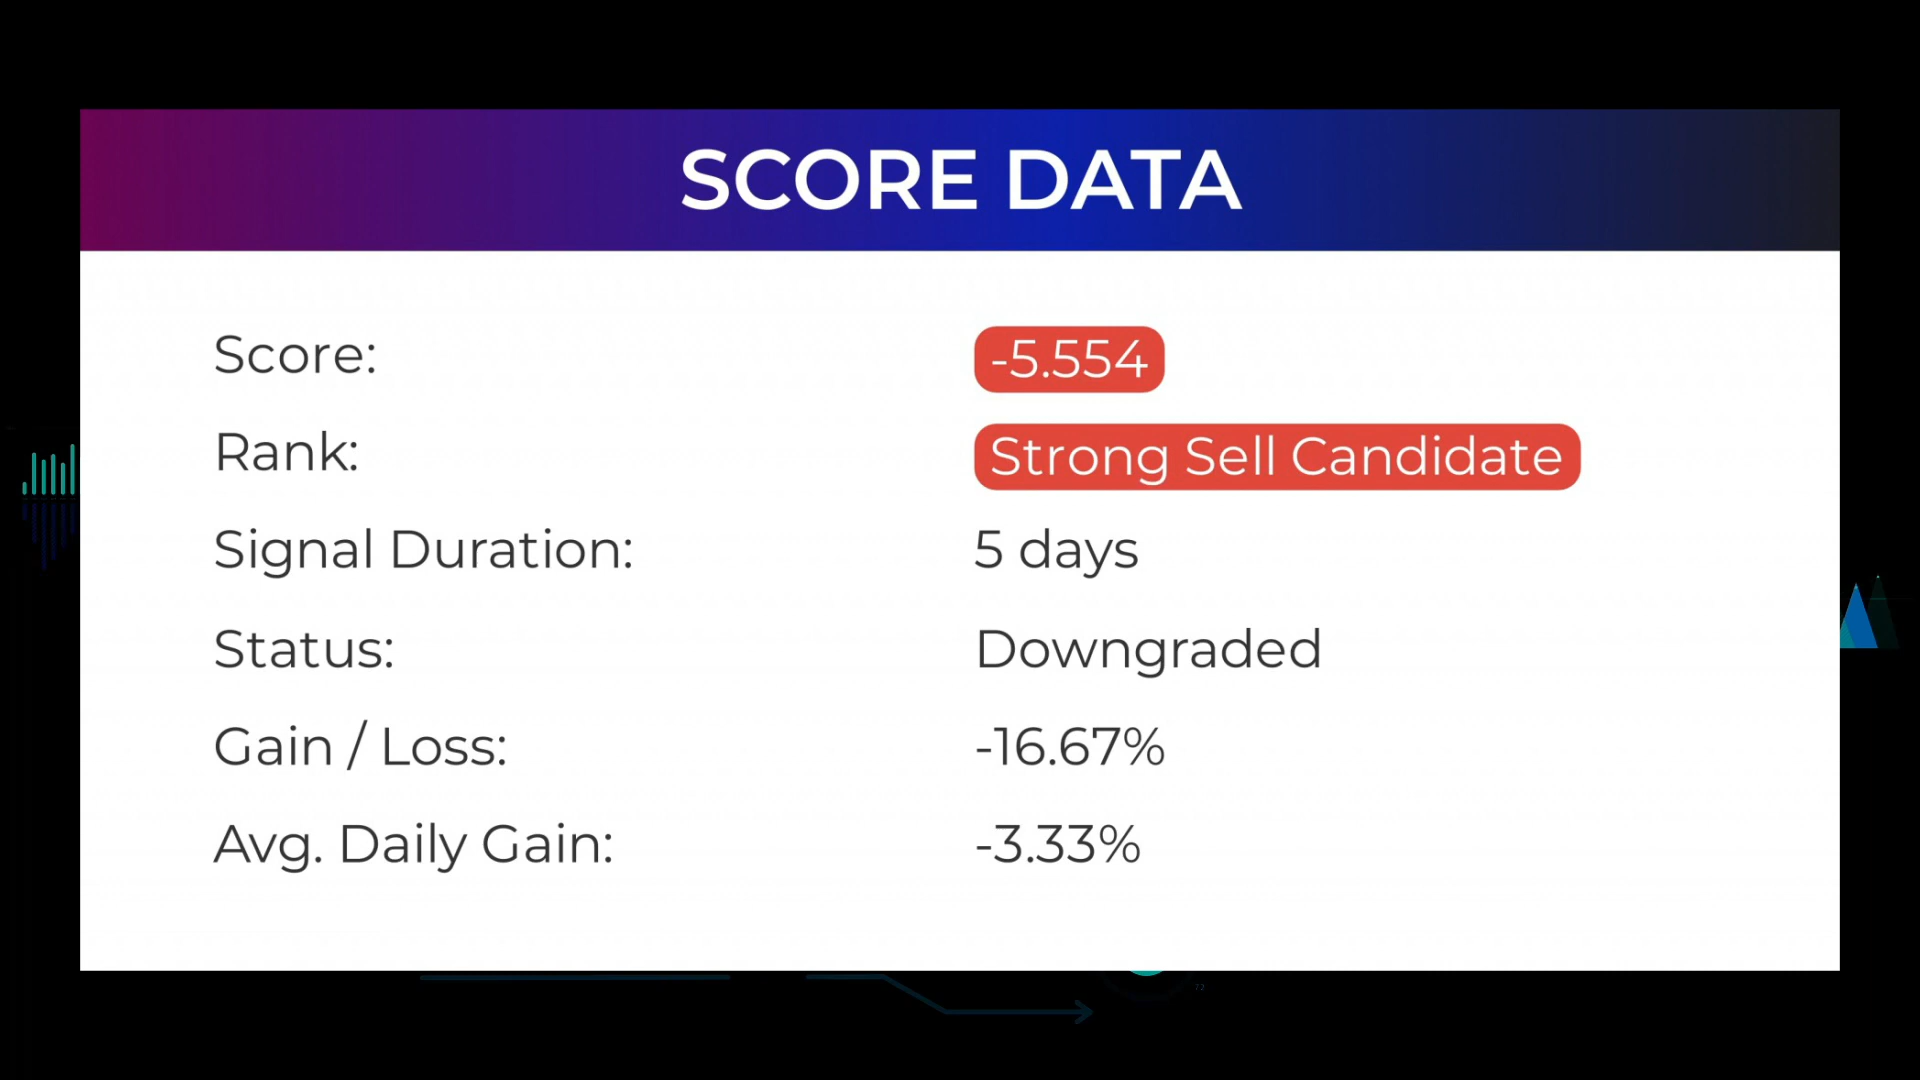 SCORE DATA
Score: -5.554
Rank: Strong Sell Candidate
Signal Duration: 5 days
Status: Downgraded
Gain / Loss: -16.67%
Avg. Daily Gain: -3.33%